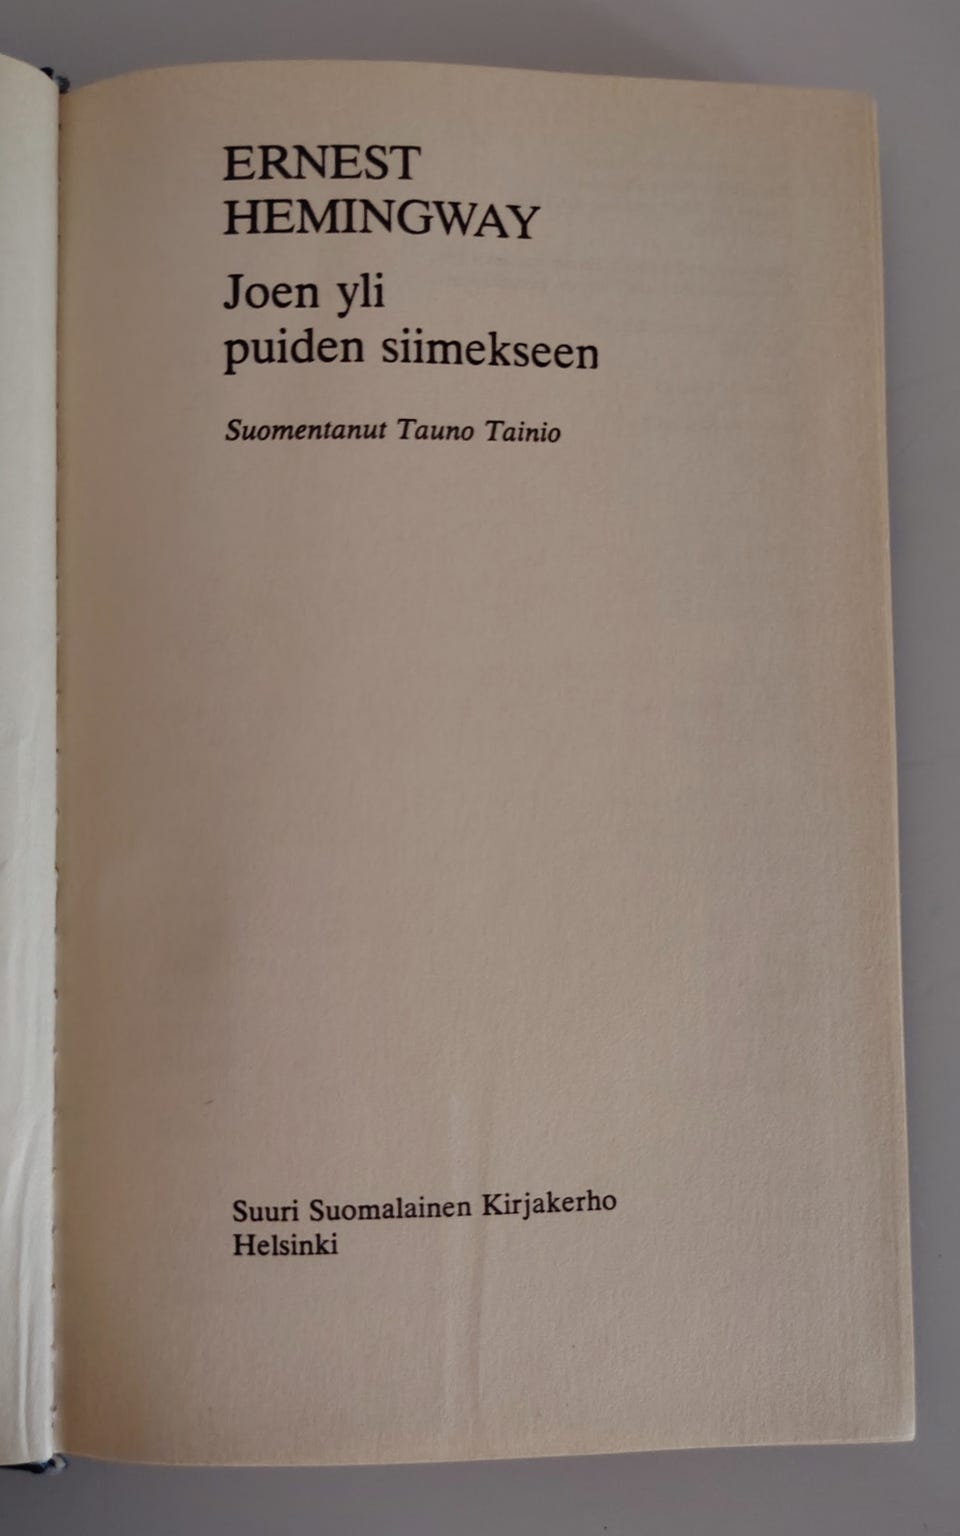 ERNEST
HEMINGWAY
Joen yli
puiden siimekseen
Suomentanut Tauno Tainio
Suuri Suomalainen Kirjakerho
Helsinki